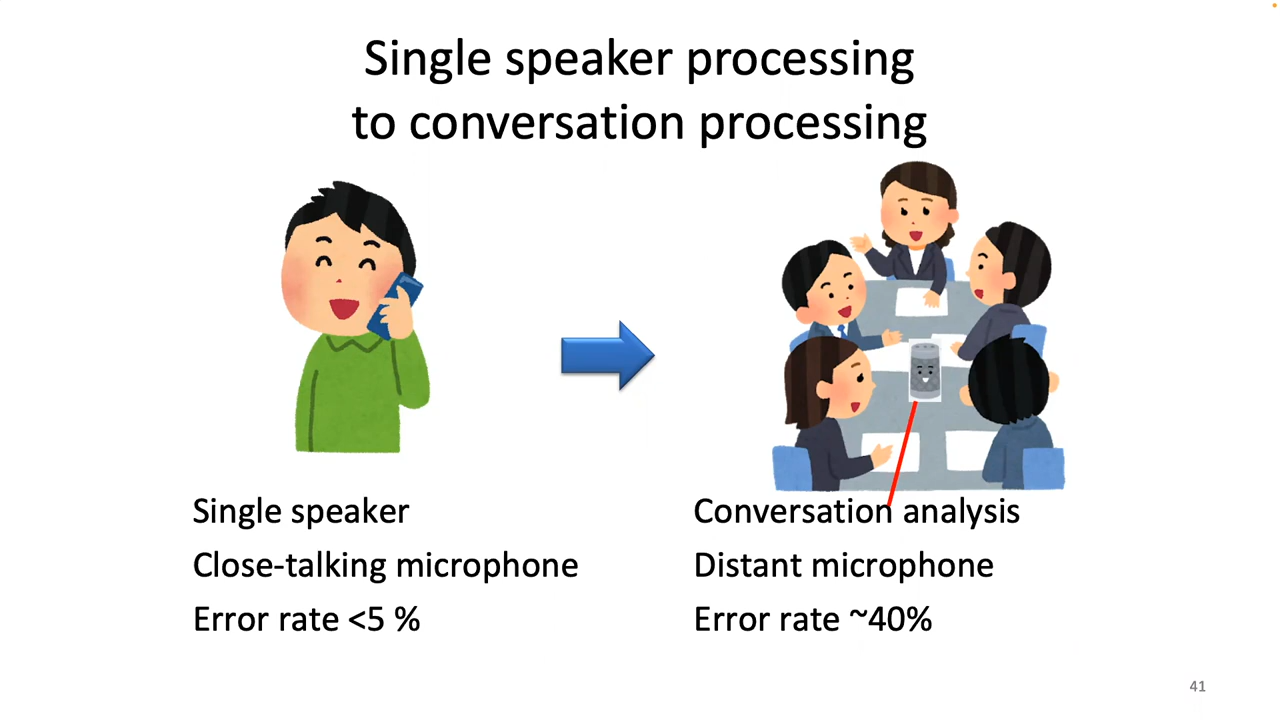 Single speaker processing
to conversation processing
Single speaker
Close-talking microphone
Error rate <5 %
Conversation analysis
Distant microphone
Error rate ~40%
41